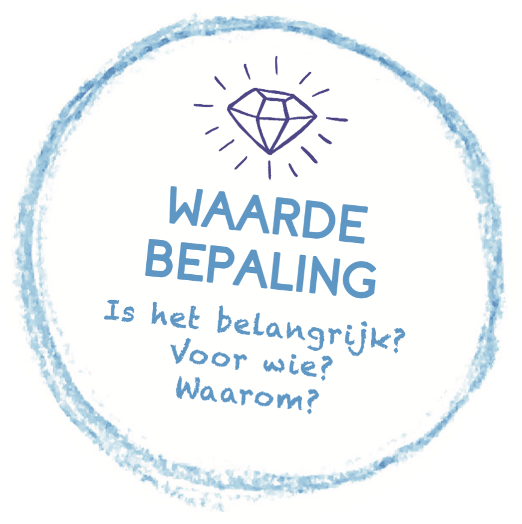 WAARDE
BEPALING
Is het belangrijk?
Voor wie?
Waarom?